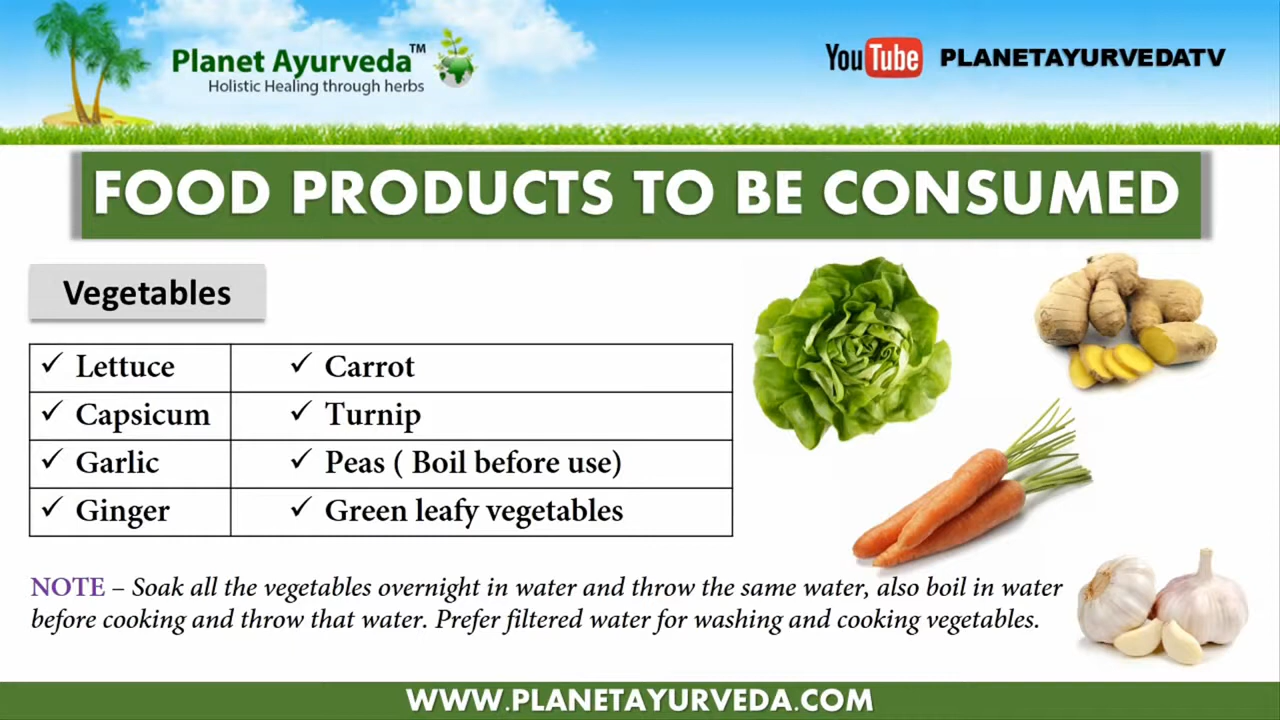 Planet Ayurveda™
Holistic Healing through herbs
YouTube PLANETAYURVEDATV
FOOD PRODUCTS TO BE CONSUMED
Vegetables
✓ Lettuce ✓ Carrot
✓ Capsicum ✓ Turnip
✓ Garlic ✓ Peas ( Boil before use)
✓ Ginger ✓ Green leafy vegetables
NOTE – Soak all the vegetables overnight in water and throw the same water, also boil in water
before cooking and throw that water. Prefer filtered water for washing and cooking vegetables.
WWW.PLANETAYURVEDA.COM